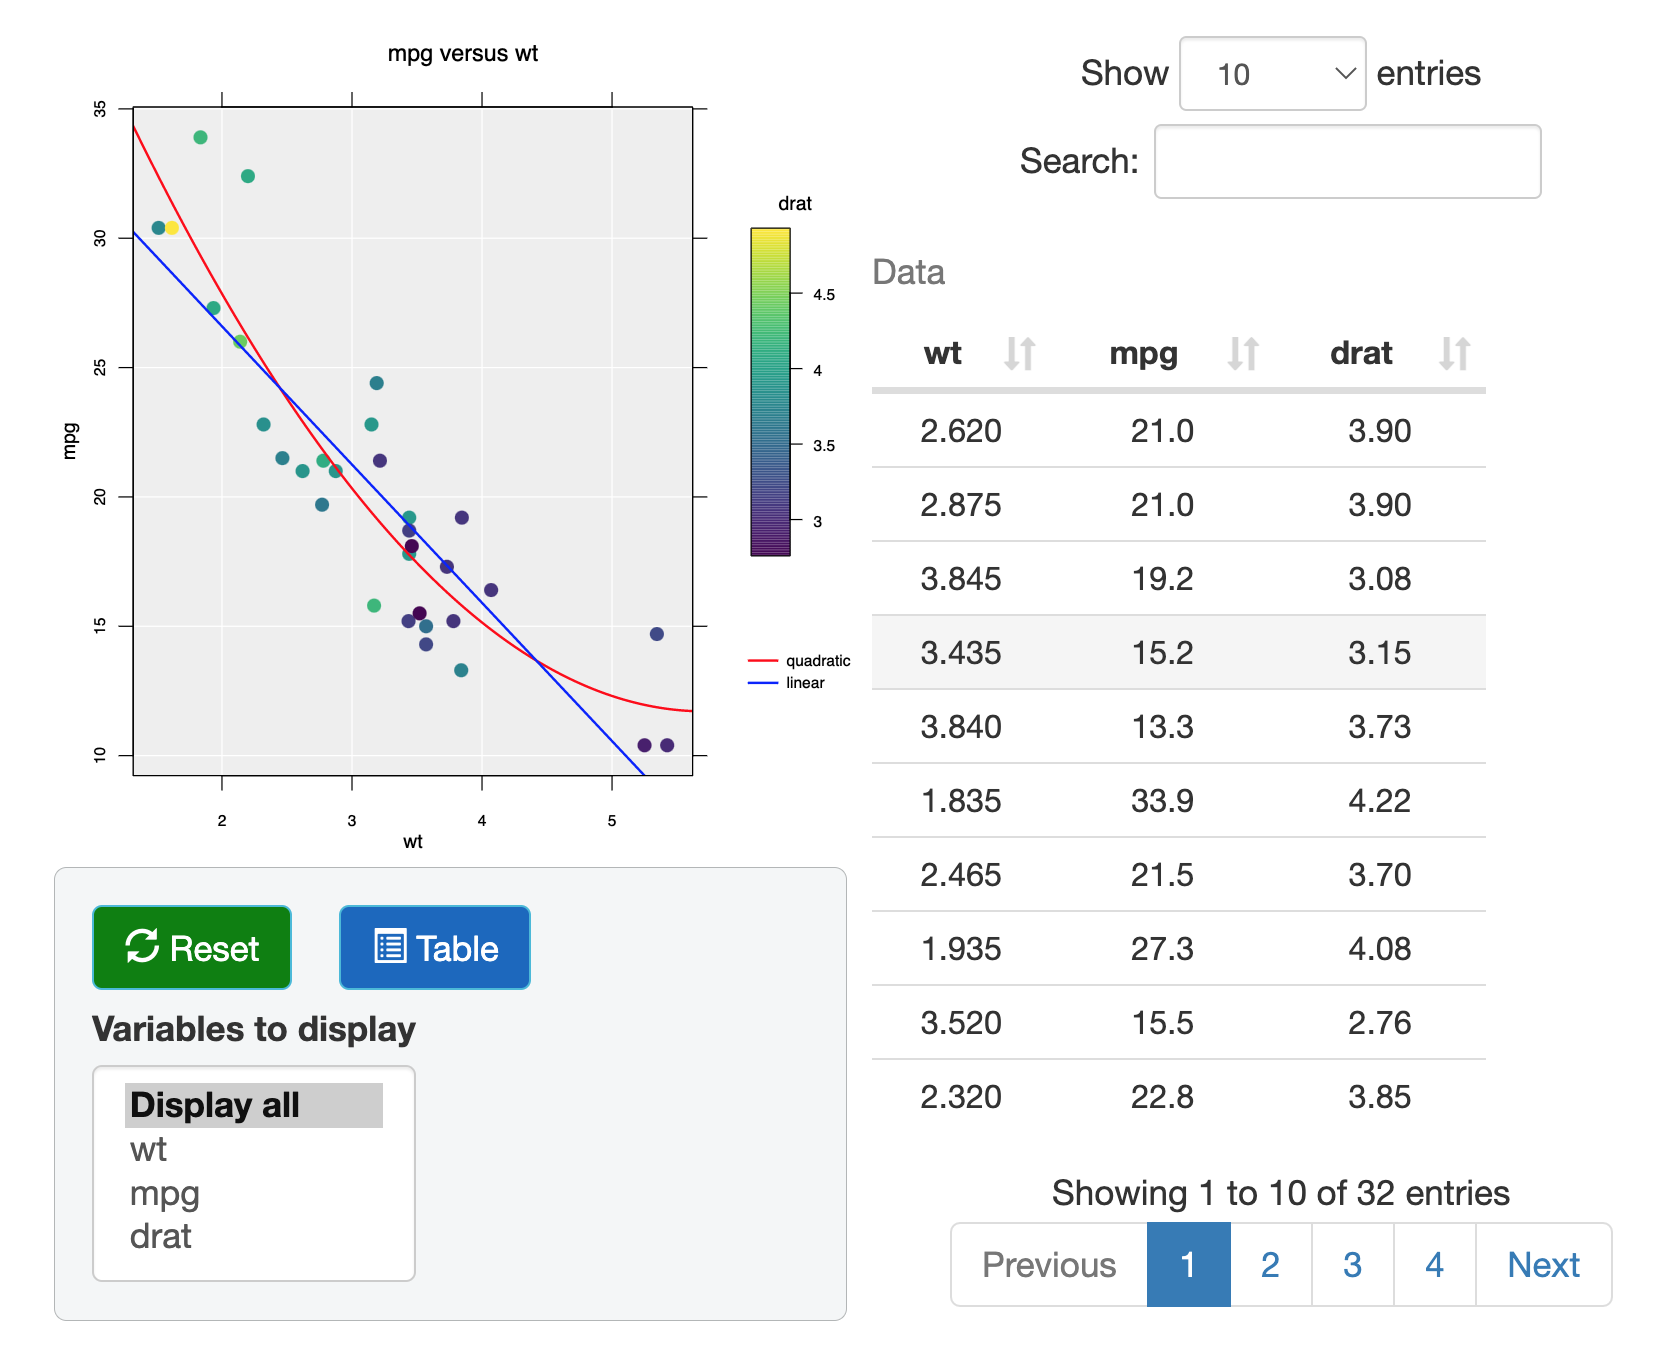 mpg versus wt
35
30
25
20
15
10
mpg
2 3 4 5
wt
drat
4.5
4
3.5
3
quadratic
linear
Reset Table
Variables to display
Display all
wt
mpg
drat
Show 10 entries
Search:
Data
wt mpg drat
2.620 21.0 3.90
2.875 21.0 3.90
3.845 19.2 3.08
3.435 15.2 3.15
3.840 13.3 3.73
1.835 33.9 4.22
2.465 21.5 3.70
1.935 27.3 4.08
3.520 15.5 2.76
2.320 22.8 3.85
Showing 1 to 10 of 32 entries
Previous 1 2 3 4 Next